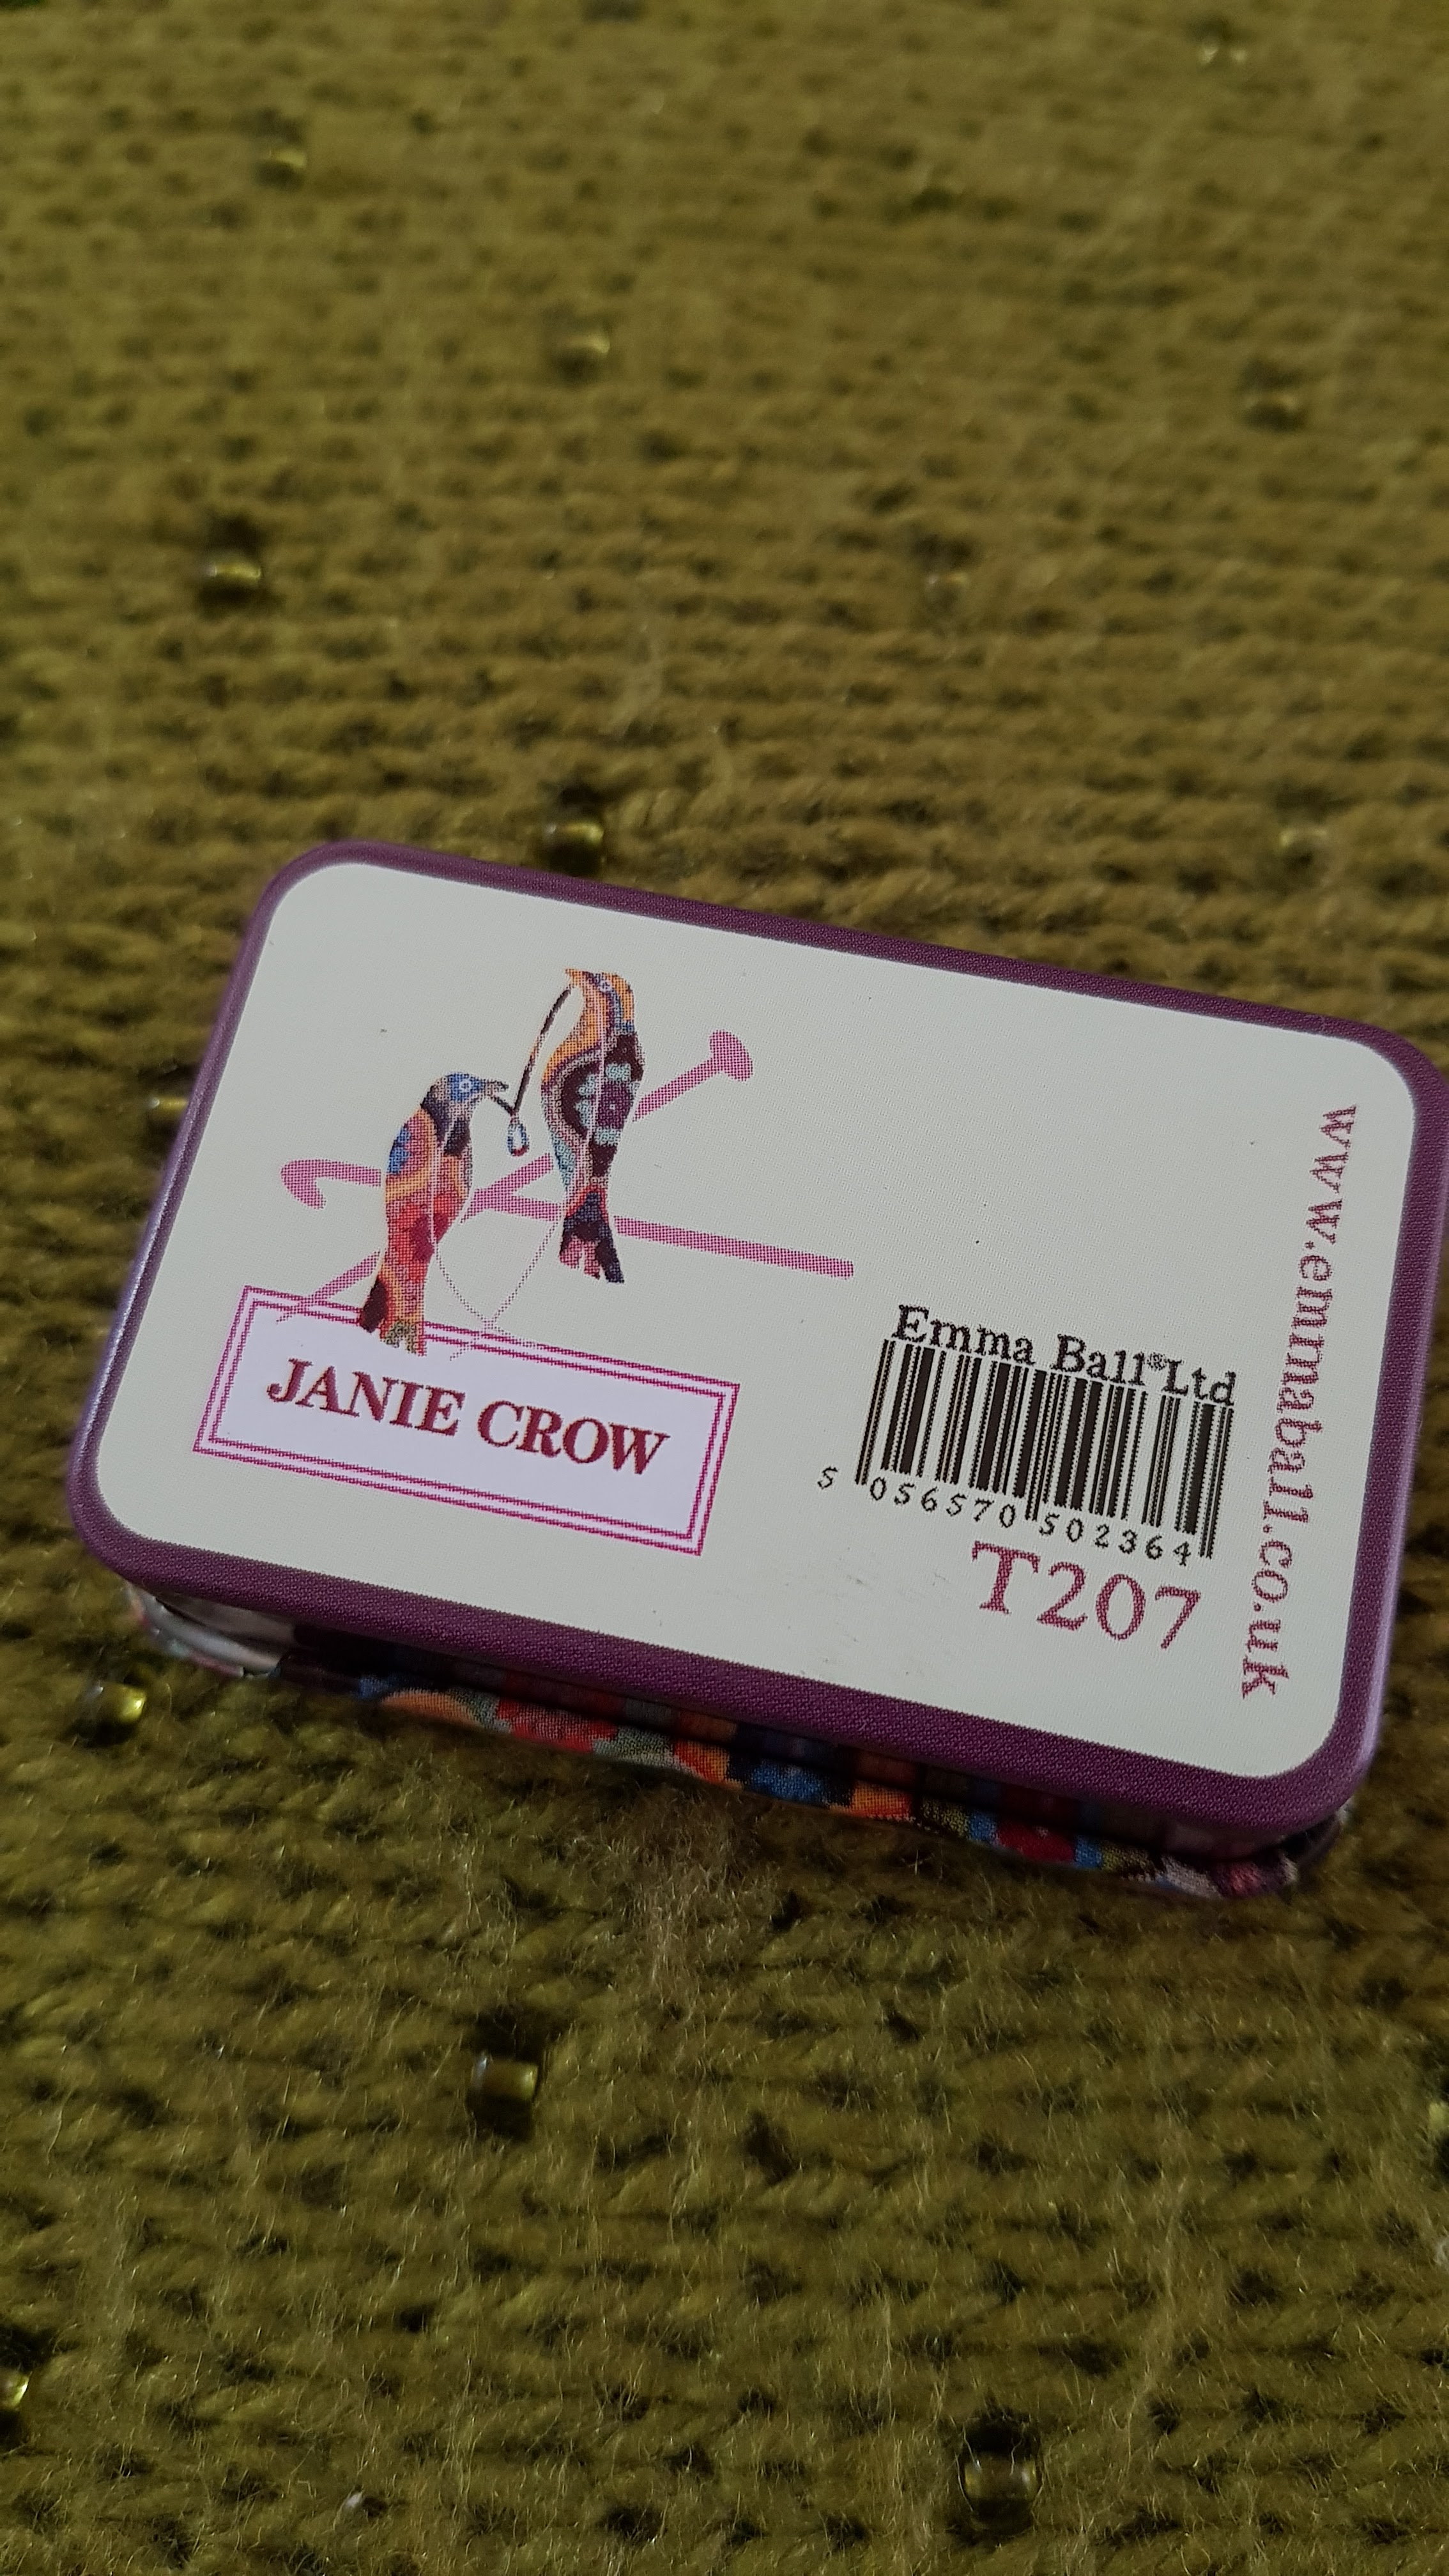 JANIE CROW
Emma Ball® Ltd
5 056570 502364
T207
www.emmaball.co.uk